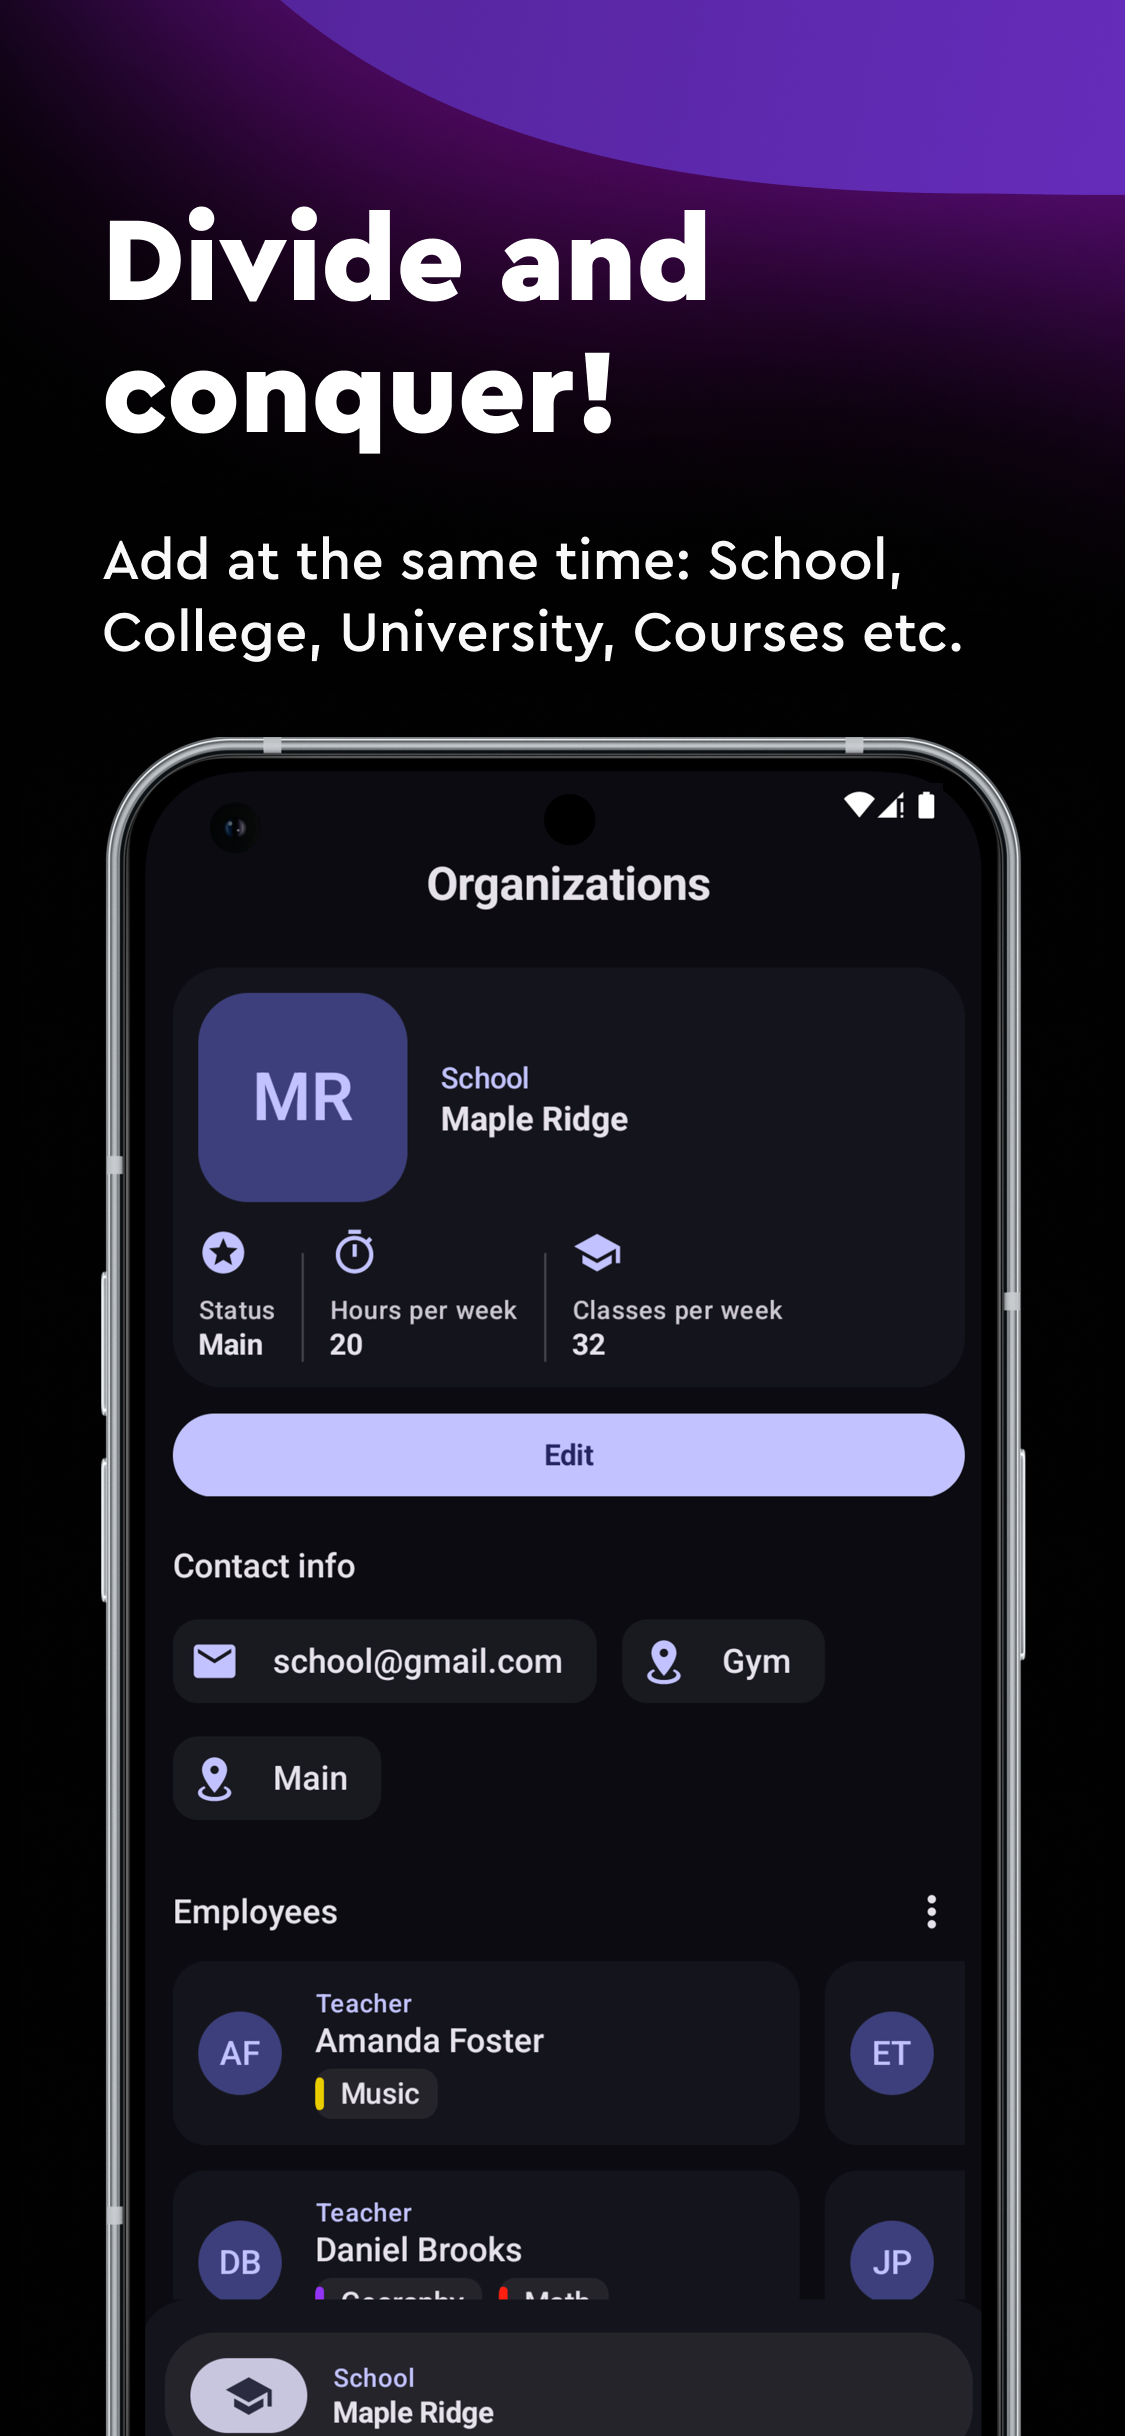 Divide and
conquer!
Add at the same time: School,
College, University, Courses etc.
Organizations
MR
School
Maple Ridge
Status
Main
Hours per week
20
Classes per week
32
Edit
Contact info
school@gmail.com
Gym
Main
Employees
AF
Teacher
Amanda Foster
Music
ET
DB
Teacher
Daniel Brooks
Math
JP
School
Maple Ridge